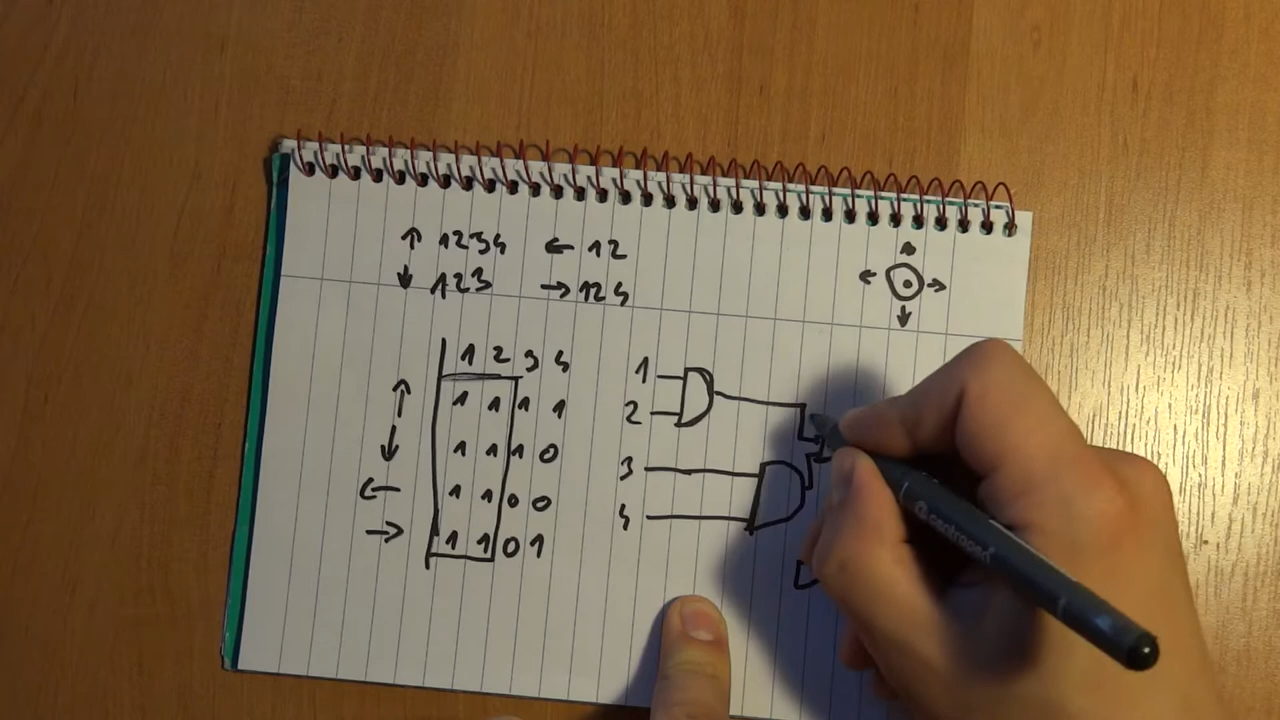 ↑ 1234 ← 12
↓ 123 → 124
1 2 3 4
↑ 1 1 1 1
↓ 1 1 1 0
← 1 1 0 0
→ 1 1 0 1
1
2
3
4
centropen